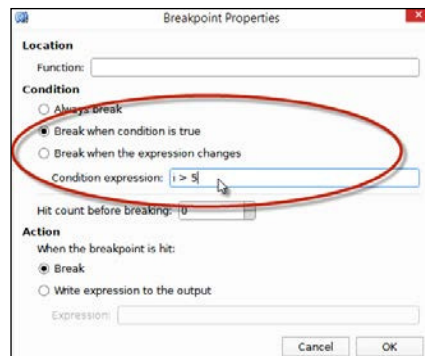 Breakpoint Properties
Location
Function:
Condition
Always break
Break when condition is true
Break when the expression changes
Condition expression: i > 5
Hit count before breaking: 0
Action
When the breakpoint is hit:
Break
Write expression to the output
Expression:
Cancel OK